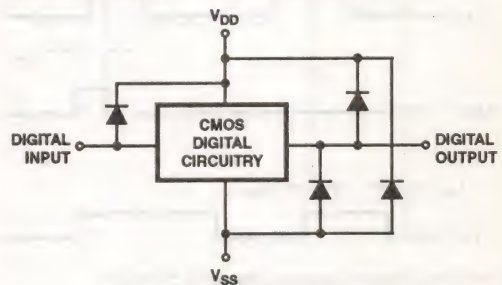 VDD
CMOS
DIGITAL
CIRCUITRY
DIGITAL
INPUT
DIGITAL
OUTPUT
VSS